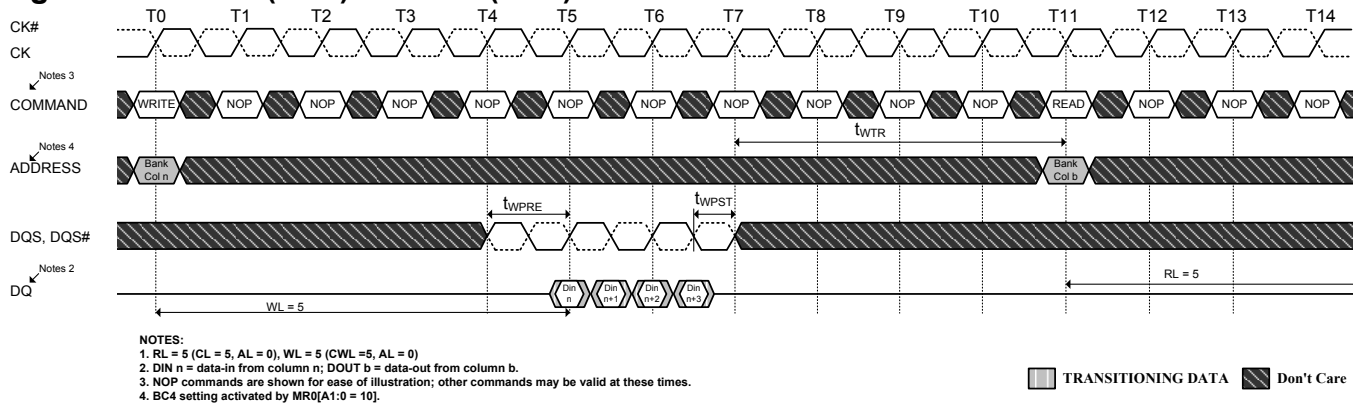 T0 T1 T2 T3 T4 T5 T6 T7 T8 T9 T10 T11 T12 T13 T14
CK#
CK
Notes 3
COMMAND WRITE NOP NOP NOP NOP NOP NOP NOP NOP NOP NOP READ NOP NOP NOP
tWTR
Notes 4
ADDRESS
Bank Col n
Bank Col b
tWPRE tWPST
DQS, DQS#
Notes 2
DQ
Din n
Din n+1
Din n+2
Din n+3
RL = 5
WL = 5
NOTES:
1. RL = 5 (CL = 5, AL = 0), WL = 5 (CWL =5, AL = 0)
2. DIN n = data-in from column n; DOUT b = data-out from column b.
3. NOP commands are shown for ease of illustration; other commands may be valid at these times.
4. BC4 setting activated by MR0[A1:0 = 10].
TRANSITIONING DATA
Don't Care